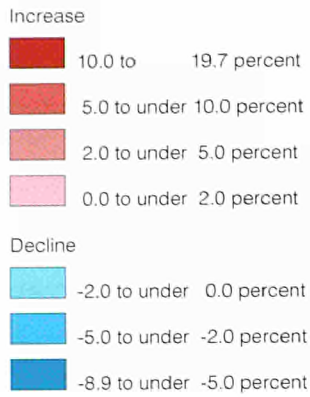 Increase
10.0 to 19.7 percent
5.0 to under 10.0 percent
2.0 to under 5.0 percent
0.0 to under 2.0 percent
Decline
-2.0 to under 0.0 percent
-5.0 to under -2.0 percent
-8.9 to under -5.0 percent